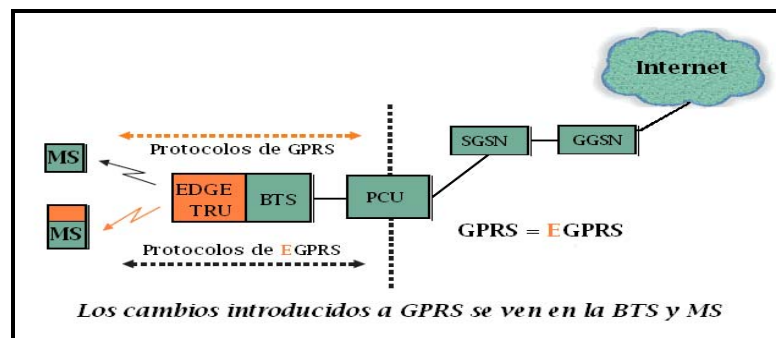 Internet
SGSN
GGSN
Protocolos de GPRS
MS
EDGE
TRU
BTS
PCU
MS
GPRS = EGPRS
Protocolos de EGPRS
Los cambios introducidos a GPRS se ven en la BTS y MS